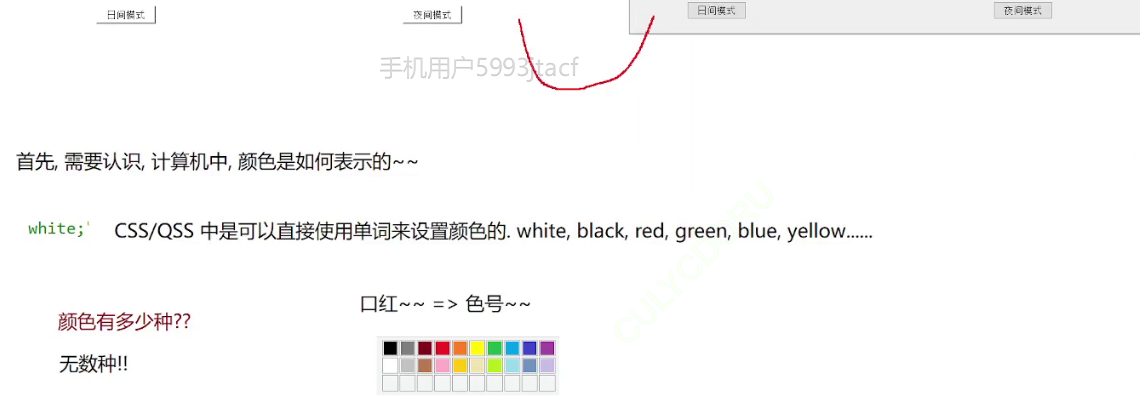 日间模式
夜间模式
日间模式
夜间模式
手机用户5993jtacf
首先, 需要认识, 计算机中, 颜色是如何表示的~~
white;'
CSS/QSS 中是可以直接使用单词来设置颜色的. white, black, red, green, blue, yellow......
口红~~ => 色号~~
颜色有多少种??
无数种!!